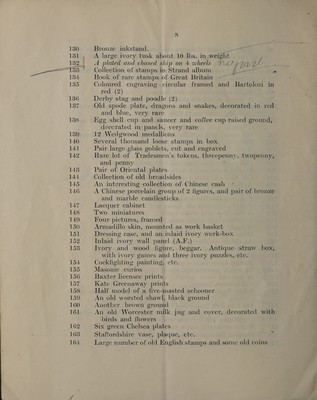 8
130 Bronze inkstand.
131 A large ivory tusk about 10 lbs. in weight
132 A plated and chased ship on 4 wheels
133 Collection of stamps in Strand album
134 Book of rare stamps of Great Britain
135 Coloured engraving circular framed and Bartolozi in
red (2)
136 Derby stag and poodle (2)
137 Old spode plate, dragons and snakes, decorated in red
and blue, very rare
138 Egg shell cup and saucer and coffee cup raised ground,
decorated in panels, very rare
139 12 Wedgwood medallions
140 Several thousand loose stamps in box
141 Pair large glass goblets, cut and engraved
142 Rare lot of Tradesmen's tokens, threepenny, twopenny,
and penny
143 Pair of Oriental plates
144 Collection of old broadsides
145 An interesting collection of Chinese cash
146 A Chinese porcelain group of 2 figures, and pair of bronze
and marble candlesticks
147 Lacquer cabinet
148 Two miniatures
149 Four pictures, framed
150 Armadillo skin, mounted as work basket
151 Dressing case, and an inlaid ivory work-box
152 Inlaid ivory wall panel (A.F.)
153 Ivory and wood figure, beggar. Antique straw box,
with ivory games and three ivory puzzles, etc.
154 Cockfighting painting, etc.
155 Masonic curios
156 Baxter licensee prints
157 Kate Greenaway prints
158 Half model of a five-masted schooner
159 An old worsted shawl, black ground
160 Another brown ground
161 An old Worcester milk jug and cover, decorated with
birds and flowers
162 Six green Chelsea plates
163 Staffordshire vase, plaque, etc.
164 Large number of old English stamps and some old coins